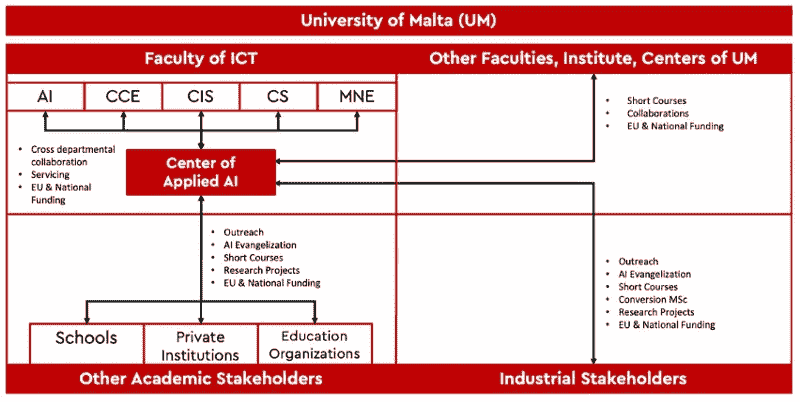 University of Malta (UM)
Faculty of ICT
Other Faculties, Institute, Centers of UM
AI
CCE
CIS
CS
MNE
• Cross departmental
collaboration
• Servicing
• EU & National
Funding
Center of
Applied AI
• Short Courses
• Collaborations
• EU & National Funding
• Outreach
• AI Evangelization
• Short Courses
• Research Projects
• EU & National Funding
• Outreach
• AI Evangelization
• Short Courses
• Conversion MSc
• Research Projects
• EU & National Funding
Schools
Private
Institutions
Education
Organizations
Other Academic Stakeholders
Industrial Stakeholders